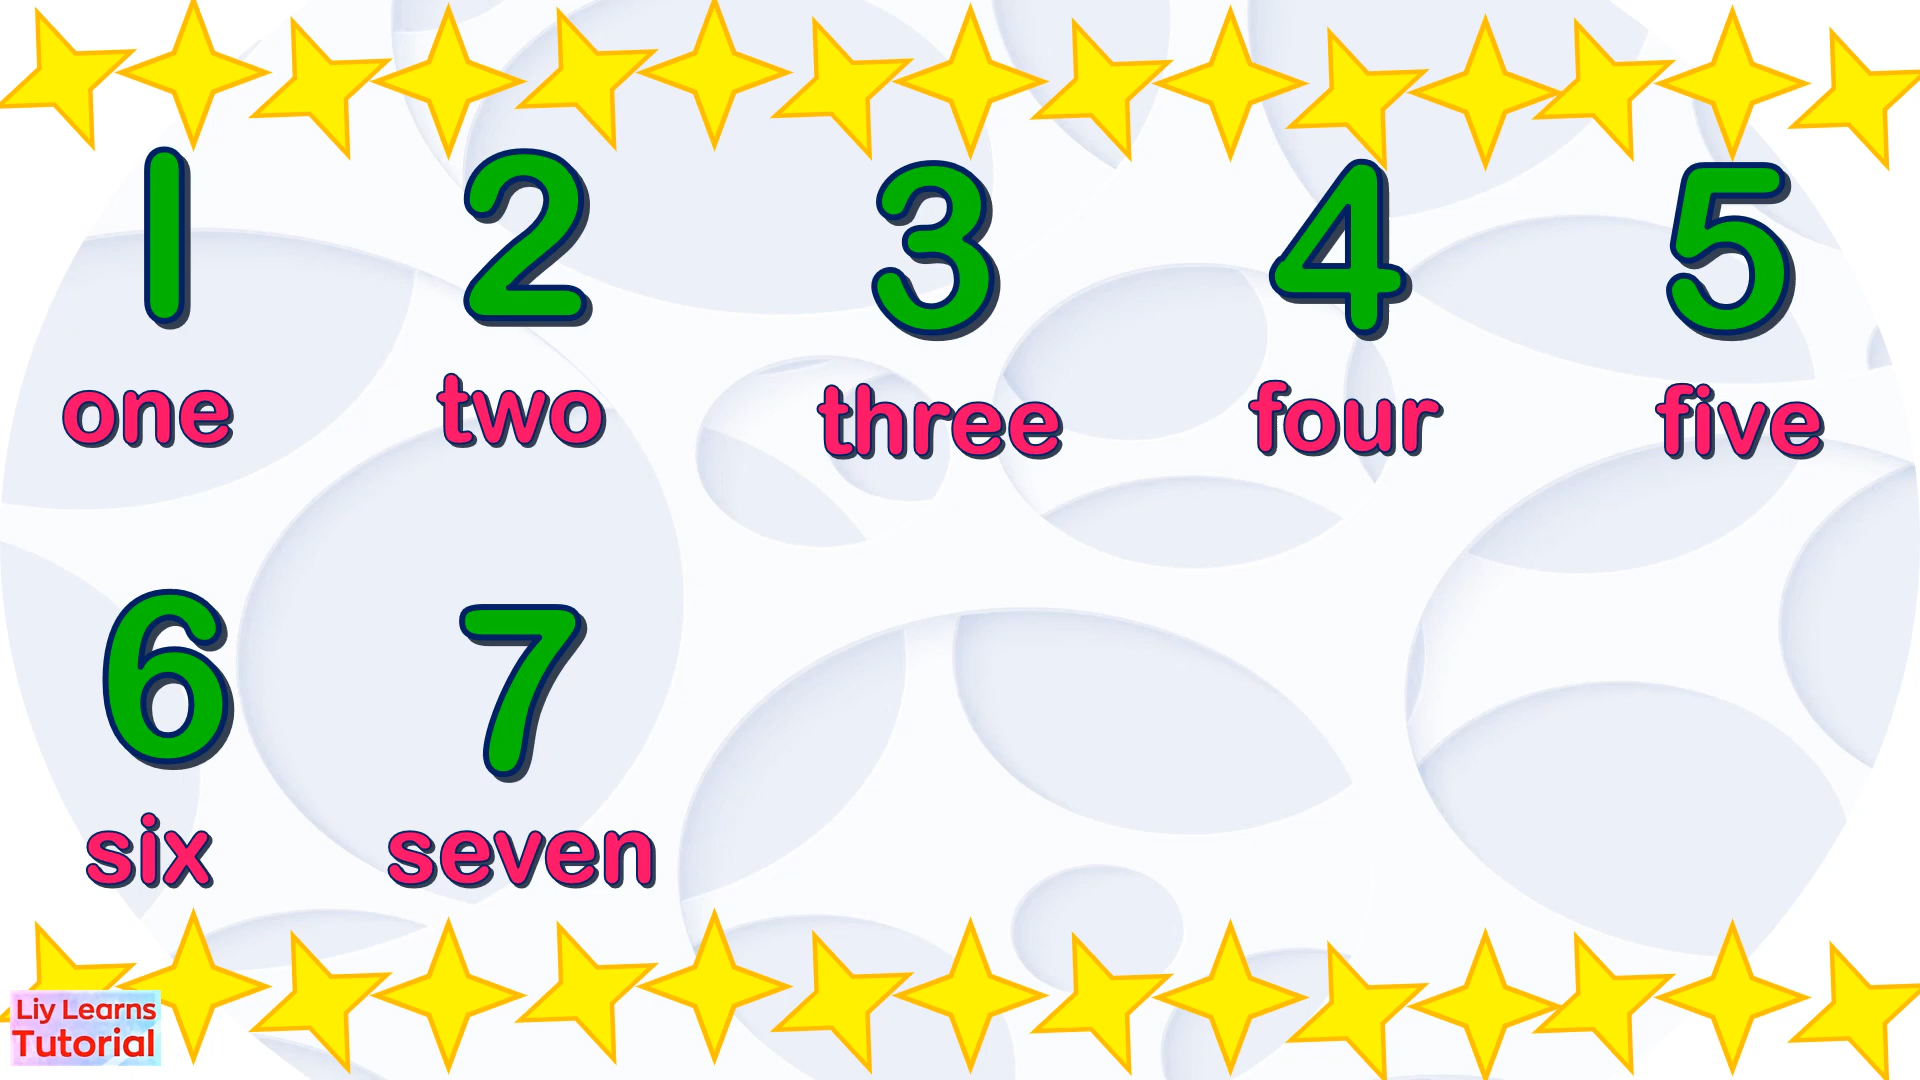 1 2 3 4 5
one two three four five
6 7
six seven
Liy Learns
Tutorial